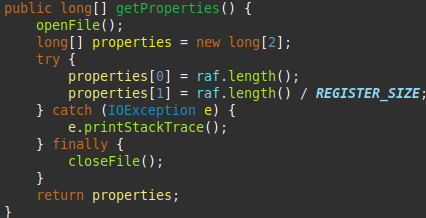 public long[] getProperties() {
    openFile();
    long[] properties = new long[2];
    try {
        properties[0] = raf.length();
        properties[1] = raf.length() / REGISTER_SIZE;
    } catch (IOException e) {
        e.printStackTrace();
    } finally {
        closeFile();
    }
    return properties;
}